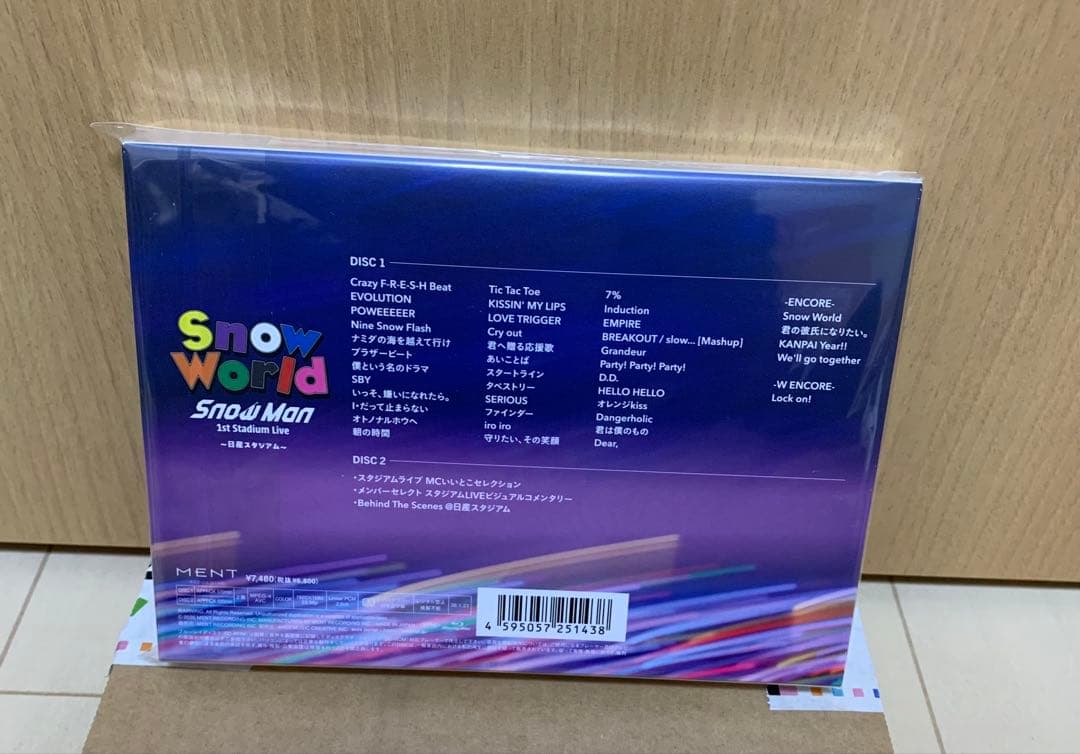 DISC 1
Crazy F-R-E-S-H Beat
EVOLUTION
POWEEEEER
Nine Snow Flash
ナミダの海を越えて行け
ブラザービート
僕という名のドラマ
SBY
いっそ、嫌いになれたら。
I・だって止まらない
オトノナルホウへ
朝の時間
Tic Tac Toe
KISSIN' MY LIPS
LOVE TRIGGER
Cry out
君へ贈る応援歌
あいことば
スタートライン
タペストリー
SERIOUS
ファインダー
iro iro
守りたい、その笑顔
7%
Induction
EMPIRE
BREAKOUT / slow... [Mashup]
Grandeur
Party! Party! Party!
D.D.
HELLO HELLO
オレンジkiss
Dangerholic
君は僕のもの
Dear,
-ENCORE-
Snow World
君の彼氏になりたい。
KANPAI Year!!
We'll go together
-W ENCORE-
Lock on!
Snow
World
Snow Man
1st Stadium Live
～日産スタジアム～
DISC 2
・スタジアムライブ MCいいとこセレクション
・メンバーセレクト スタジアムLIVEビジュアルコメンタリー
・Behind The Scenes @日産スタジアム
MENT
¥7,480(税抜¥6,800)
COLOR
Linear PCM
4 595057 251438